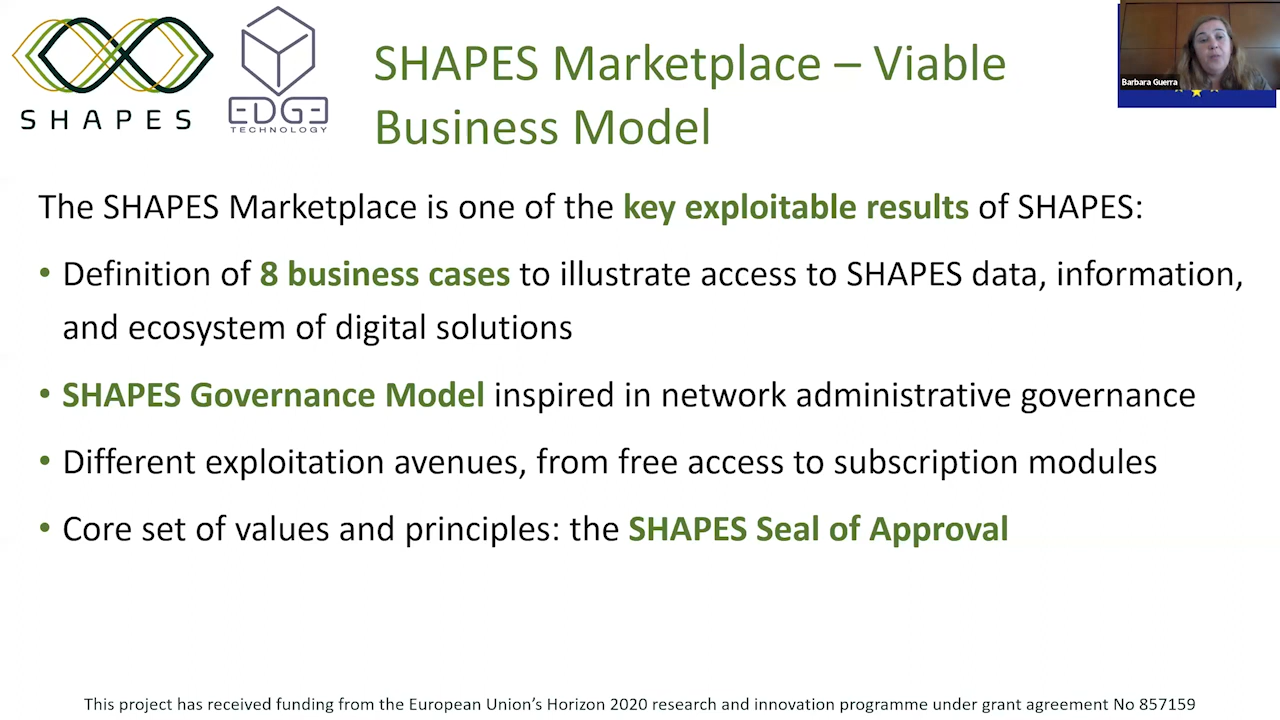 SHAPES
EDGE
TECHNOLOGY
SHAPES Marketplace – Viable
Business Model
Barbara Guerra
The SHAPES Marketplace is one of the key exploitable results of SHAPES:
• Definition of 8 business cases to illustrate access to SHAPES data, information,
and ecosystem of digital solutions
• SHAPES Governance Model inspired in network administrative governance
• Different exploitation avenues, from free access to subscription modules
• Core set of values and principles: the SHAPES Seal of Approval
This project has received funding from the European Union’s Horizon 2020 research and innovation programme under grant agreement No 857159